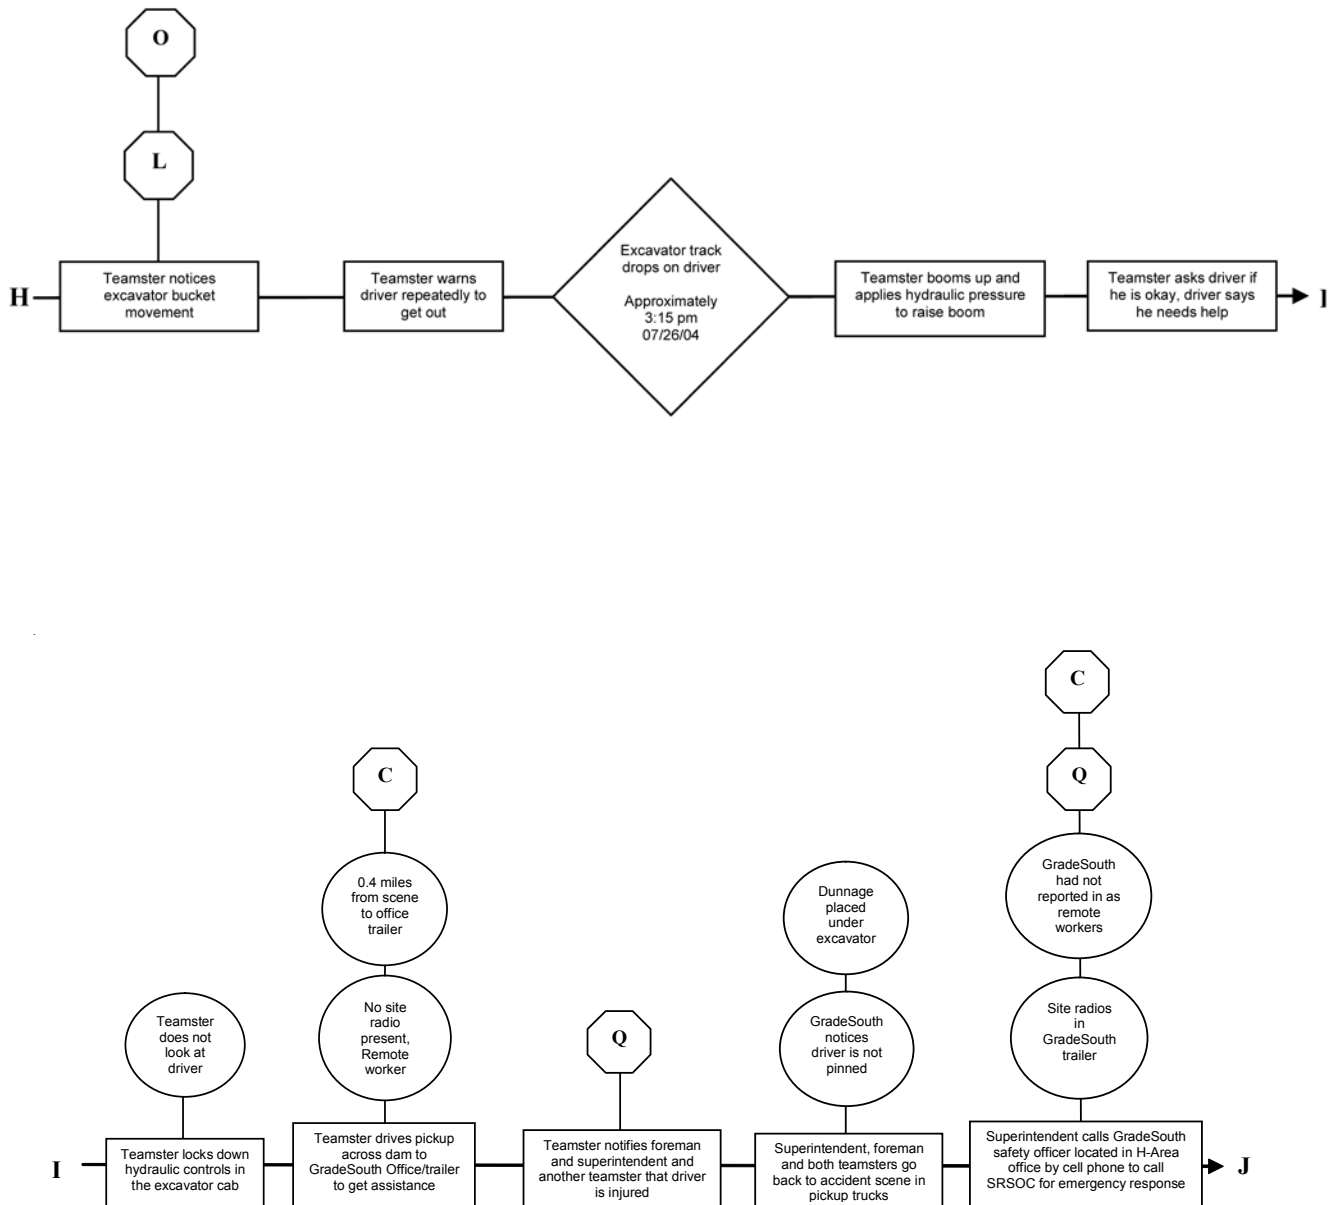 O
L
H
Teamster notices
excavator bucket
movement
Teamster warns
driver repeatedly to
get out
Excavator track
drops on driver
Approximately
3:15 pm
07/26/04
Teamster booms up and
applies hydraulic pressure
to raise boom
Teamster asks driver if
he is okay, driver says
he needs help
I
C
Q
GradeSouth
had not
reported in as
remote
workers
Site radios
in
GradeSouth
trailer
C
0.4 miles
from scene
to office
trailer
No site
radio
present,
Remote
worker
Dunnage
placed
under
excavator
GradeSouth
notices
driver is not
pinned
Teamster
does not
look at
driver
Q
I
Teamster locks down
hydraulic controls in
the excavator cab
Teamster drives pickup
across dam to
GradeSouth Office/trailer
to get assistance
Teamster notifies foreman
and superintendent and
another teamster that driver
is injured
Superintendent, foreman
and both teamsters go
back to accident scene in
pickup trucks
Superintendent calls GradeSouth
safety officer located in H-Area
office by cell phone to call
SRSOC for emergency response
J